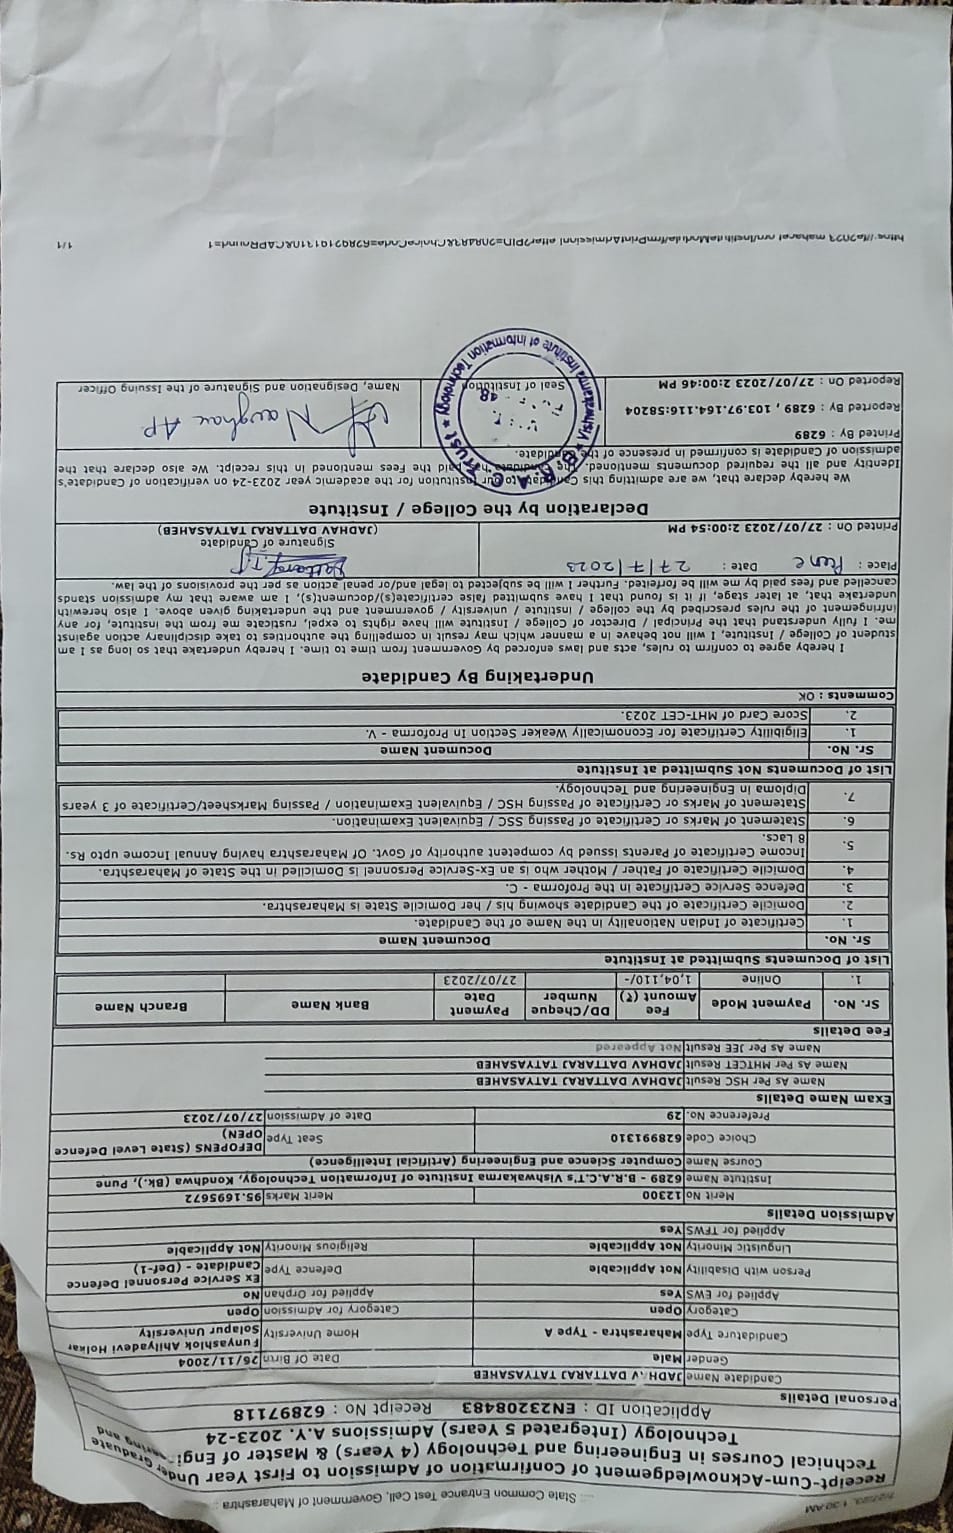 State Common Entrance Test Cell, Government of Maharashtra
Receipt-Cum-Acknowledgement of Confirmation of Admission to First Year Under Graduate
Technical Courses in Engineering and Technology (4 Years) & Master of Engineering and
Technology (Integrated 5 Years) Admissions A.Y. 2023-24
Application ID : EN23208483 Receipt No : 62897118
Personal Details
Candidate Name JADHAV DATTARAJ TATYASAHEB
Gender Male Date Of Birth 26/11/2004
Candidature Type Maharashtra - Type A Home University Punyashlok Ahilyadevi Holkar
Solapur University
Category Open Category for Admission Open
Applied for EWS Yes Applied for Orphan No
Person with Disability Not Applicable Defence Type Ex Service Personnel Defence
Candidate - (Def-1)
Linguistic Minority Not Applicable Religious Minority Not Applicable
Applied for TFWS Yes
Admission Details
Merit No 12300 Merit Marks 95.1695672
Institute Name 6289 - B.R.A.C.T's Vishwakarma Institute of Information Technology, Kondhwa (Bk.), Pune
Course Name Computer Science and Engineering (Artificial Intelligence)
Choice Code 628991310 Seat Type DEFOPENS (State Level Defence
OPEN)
Preference No. 29 Date of Admission 27/07/2023
Exam Name Details
Name As Per HSC Result JADHAV DATTARAJ TATYASAHEB
Name As Per MHTCET JADHAV DATTARAJ TATYASAHEB
Name As Per JEE Result Not Appeared
Fee Details
Sr. No. Payment Mode Fee Amount (₹) DD/Cheque Number Payment Date Bank Name Branch Name
1. Online 1,04,110/- 27/07/2023
List of Documents Submitted at Institute
Sr. No. Document Name
1. Certificate of Indian Nationality in the Name of the Candidate.
2. Domicile Certificate of the Candidate showing his / her Domicile State is Maharashtra.
3. Defence Service Certificate in the Proforma - C.
4. Domicile Certificate of Father / Mother who is an Ex-Service Personnel is Domiciled in the State of Maharashtra.
5. Income Certificate of Parents issued by competent authority of Govt. Of Maharashtra having Annual Income upto Rs.
8 Lacs.
6. Statement of Marks or Certificate of Passing SSC / Equivalent Examination.
7. Statement of Marks or Certificate of Passing HSC / Equivalent Examination / Passing Marksheet/Certificate of 3 years
Diploma in Engineering and Technology.
List of Documents Not Submitted at Institute
Sr. No. Document Name
1. Eligibility Certificate for Economically Weaker Section In Proforma - V.
2. Score Card of MHT-CET 2023.
Comments : OK
Undertaking By Candidate
I hereby agree to confirm to rules, acts and laws enforced by Government from time to time. I hereby undertake that so long as I am
student of College / Institute, I will not behave in a manner which may result in compelling the authorities to take disciplinary action against
me. I fully understand that the Principal / Director of College / Institute will have rights to expel, rusticate me from the institute, for any
infringement of the rules prescribed by the college / institute / university / government and the undertaking given above. I also herewith
undertake that, at later stage, if it is found that I have submitted false certificate(s)/document(s), I am aware that my admission stands
cancelled and fees paid by me will be forfeited. Further I will be subjected to legal and/or penal action as per the provisions of the law.
Place : Pune Date : 27/7/2023 Dattaraj.T.J
Signature of Candidate
Printed On : 27/07/2023 2:00:54 PM (JADHAV DATTARAJ TATYASAHEB)
Declaration by the College / Institute
We hereby declare that, we are admitting this Candidate to our Institution for the academic year 2023-24 on verification of Candidate's
Identity and all the required documents mentioned. The Candidate has paid the Fees mentioned in this receipt. We also declare that the
admission of Candidate is confirmed in presence of the Candidate.
Printed By : 6289
Reported By : 6289 , 103.97.164.116:58204
Reported On : 27/07/2023 2:00:46 PM
B.R.A.C. Trust
Vishwakarma Institute of Information Technology
48
Seal of Institution
A P
Name, Designation and Signature of the Issuing Officer
1/1